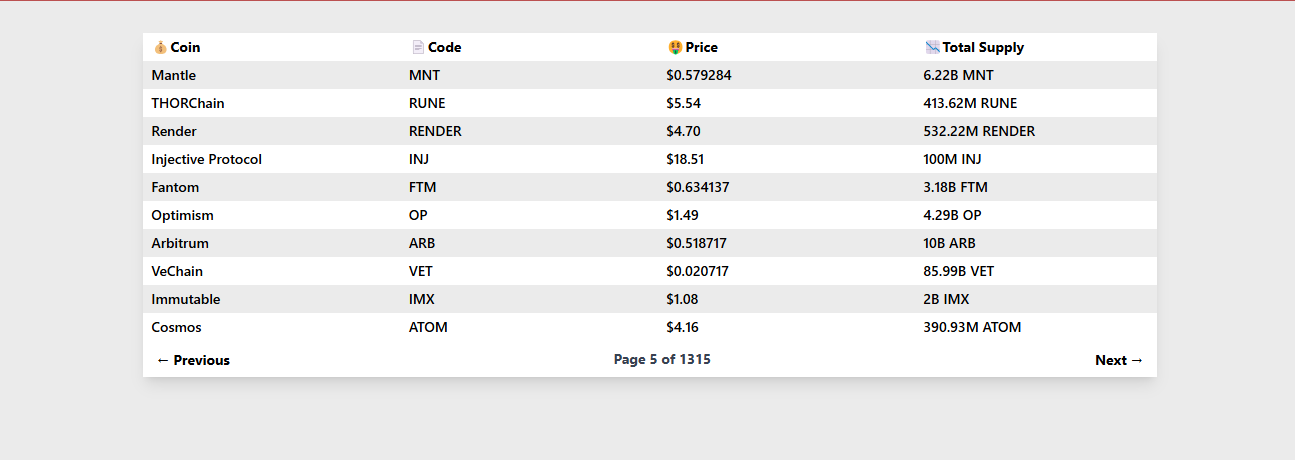 💰 Coin 📄 Code 🤑 Price 📉 Total Supply
Mantle MNT $0.579284 6.22B MNT
THORChain RUNE $5.54 413.62M RUNE
Render RENDER $4.70 532.22M RENDER
Injective Protocol INJ $18.51 100M INJ
Fantom FTM $0.634137 3.18B FTM
Optimism OP $1.49 4.29B OP
Arbitrum ARB $0.518717 10B ARB
VeChain VET $0.020717 85.99B VET
Immutable IMX $1.08 2B IMX
Cosmos ATOM $4.16 390.93M ATOM
← Previous Page 5 of 1315 Next →